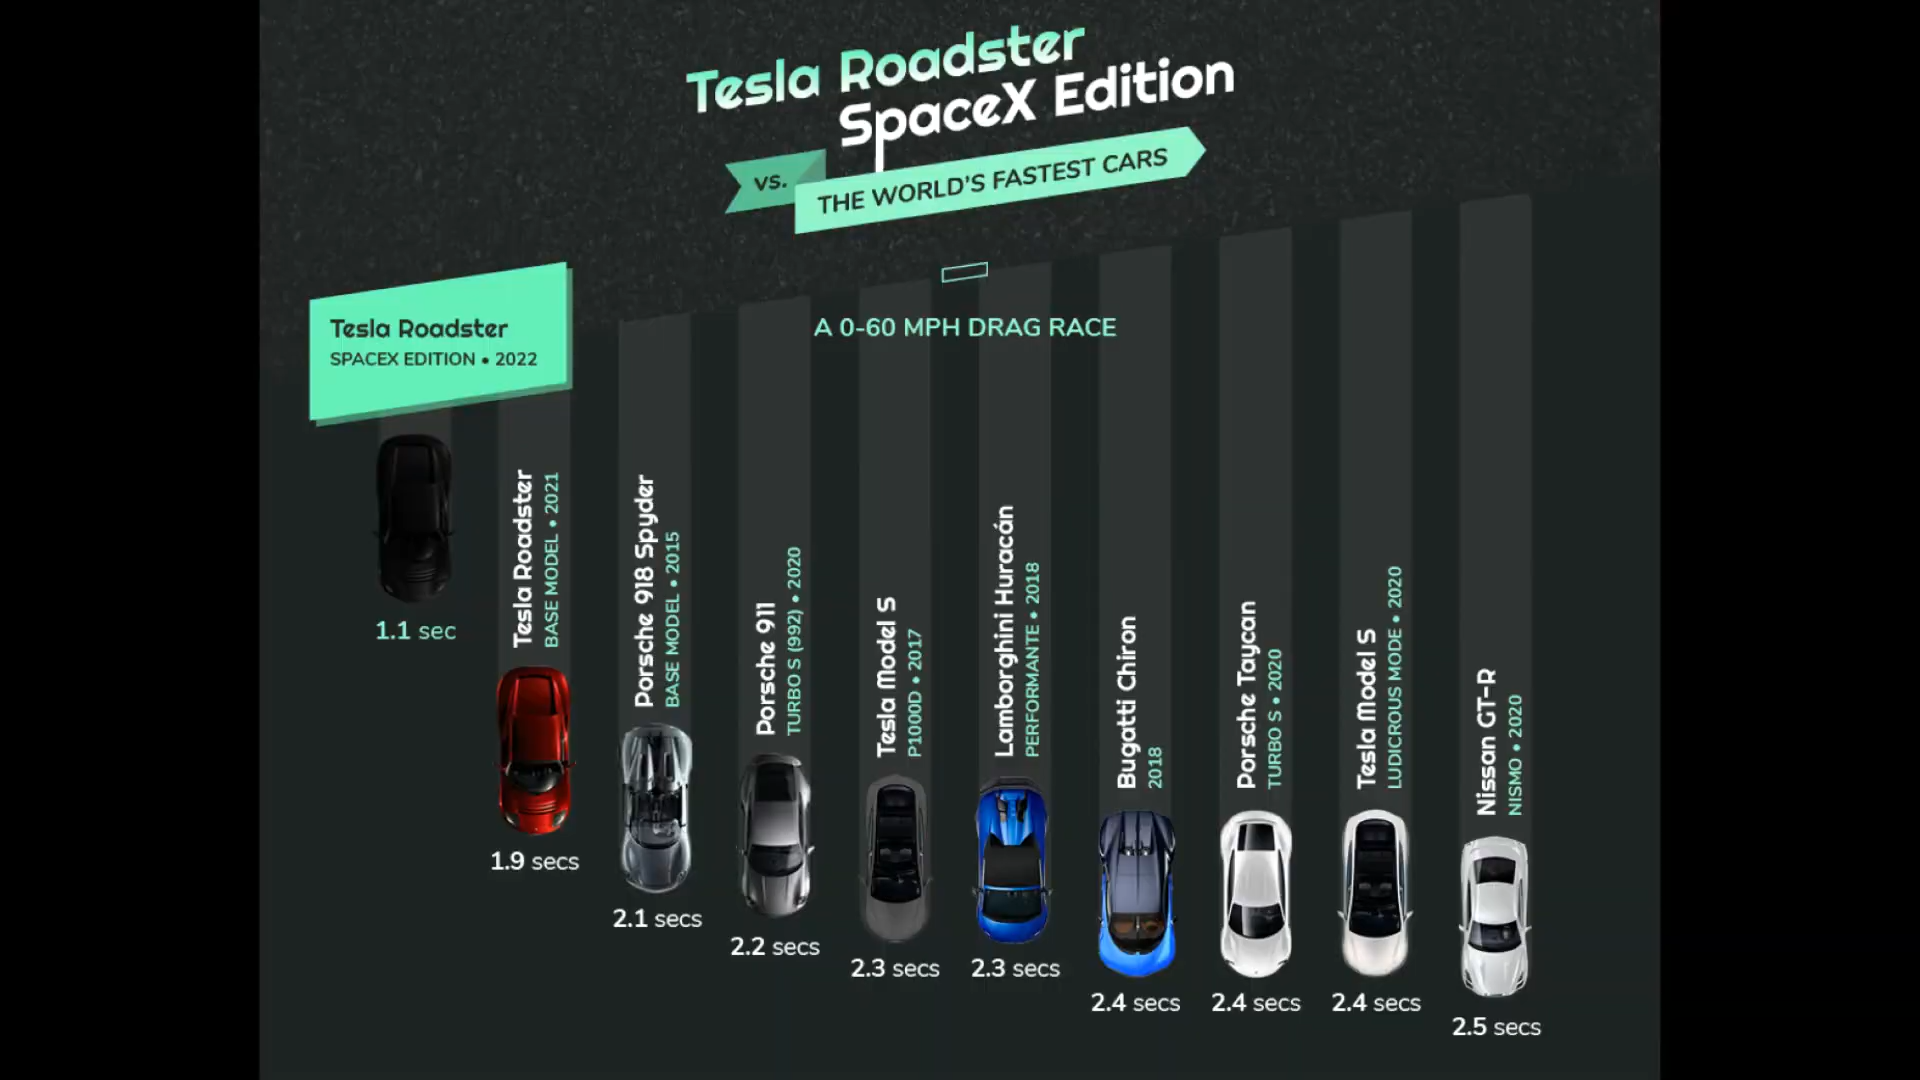 Tesla Roadster
SpaceX Edition
VS.
THE WORLD'S FASTEST CARS
A 0-60 MPH DRAG RACE
Tesla Roadster
SPACEX EDITION • 2022
1.1 sec
Tesla Roadster
BASE MODEL • 2021
1.9 secs
Porsche 918 Spyder
BASE MODEL • 2015
2.1 secs
Porsche 911
TURBO S (992) • 2020
2.2 secs
Tesla Model S
P1000D • 2017
2.3 secs
Lamborghini Huracán
PERFORMANTE • 2018
2.3 secs
Bugatti Chiron
2018
2.4 secs
Porsche Taycan
TURBO S • 2020
2.4 secs
Tesla Model S
LUDICROUS MODE • 2020
2.4 secs
Nissan GT-R
NISMO • 2020
2.5 secs